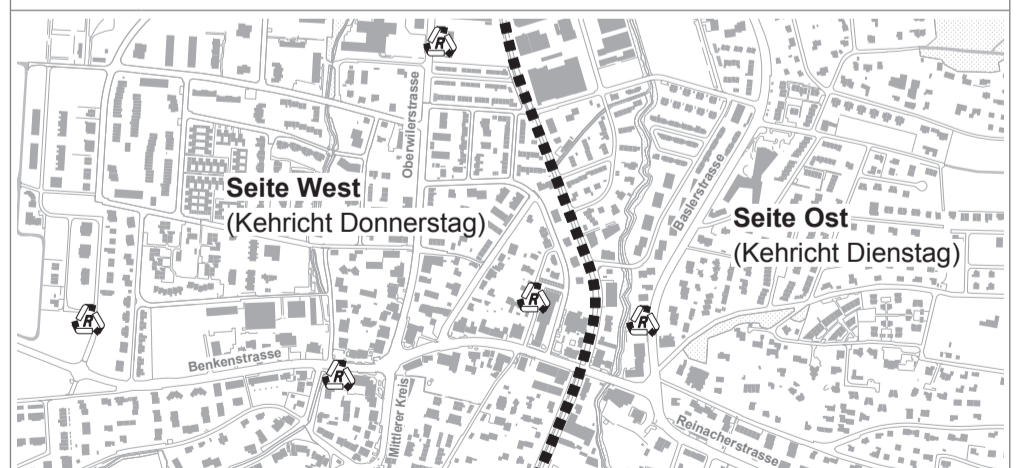 R
Oberwilerstrasse
Seite West
(Kehricht Donnerstag)
Baslerstrasse
Seite Ost
(Kehricht Dienstag)
R
R
R
Benkenstrasse
R
Mittlerer Kreis
Reinacherstrasse